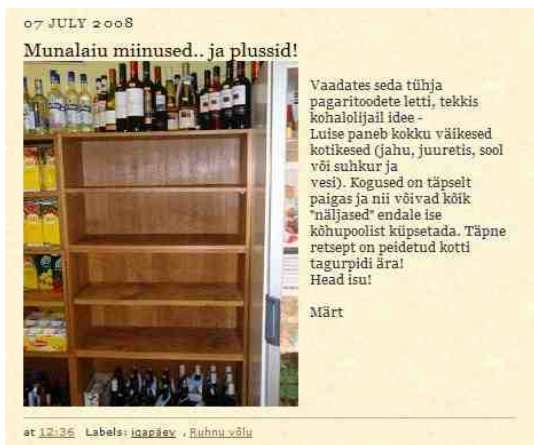 07 JULY 2008
Munalaiu miinused.. ja plussid!
Vaadates seda tühja
pagaritoodete letti, tekkis
kohalolijail idee -
Luise paneb kokku väikesed
kotikesed (jahu, juuretis, sool
või suhkur ja
vesi). Kogused on täpselt
paigas ja nii võivad kõik
"näljased" endale ise
kõhupoolist küpsetada. Täpne
retsept on peidetud kotti
tagurpidi ära!
Head isu!
Märt
at 12:36 Labels: igapäev , Ruhnu võlu